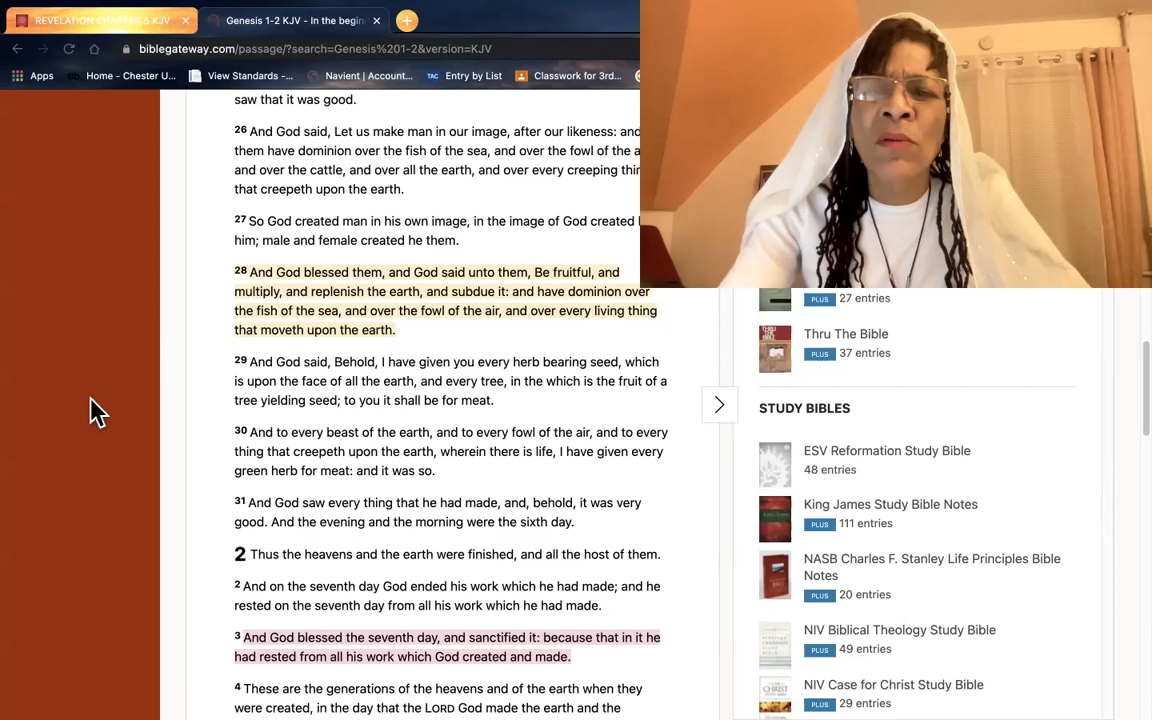 REVELATION CHAPTER 5 KJV
Genesis 1-2 KJV - In the begin
biblegateway.com/passage/?search=Genesis%201-2&version=KJV
Apps
Home - Chester U...
View Standards -...
Navient | Account...
TAC Entry by List
Classwork for 3rd...
saw that it was good.
26 And God said, Let us make man in our image, after our likeness: and
them have dominion over the fish of the sea, and over the fowl of the a
and over the cattle, and over all the earth, and over every creeping thin
that creepeth upon the earth.
27 So God created man in his own image, in the image of God created
him; male and female created he them.
28 And God blessed them, and God said unto them, Be fruitful, and
multiply, and replenish the earth, and subdue it: and have dominion over
the fish of the sea, and over the fowl of the air, and over every living thing
that moveth upon the earth.
29 And God said, Behold, I have given you every herb bearing seed, which
is upon the face of all the earth, and every tree, in the which is the fruit of a
tree yielding seed; to you it shall be for meat.
30 And to every beast of the earth, and to every fowl of the air, and to every
thing that creepeth upon the earth, wherein there is life, I have given every
green herb for meat: and it was so.
31 And God saw every thing that he had made, and, behold, it was very
good. And the evening and the morning were the sixth day.
2 Thus the heavens and the earth were finished, and all the host of them.
2 And on the seventh day God ended his work which he had made; and he
rested on the seventh day from all his work which he had made.
3 And God blessed the seventh day, and sanctified it: because that in it he
had rested from all his work which God created and made.
4 These are the generations of the heavens and of the earth when they
were created, in the day that the LORD God made the earth and the
PLUS 27 entries
Thru The Bible
PLUS 37 entries
STUDY BIBLES
ESV Reformation Study Bible
48 entries
King James Study Bible Notes
PLUS 111 entries
NASB Charles F. Stanley Life Principles Bible
Notes
PLUS 20 entries
NIV Biblical Theology Study Bible
PLUS 49 entries
NIV Case for Christ Study Bible
PLUS 29 entries